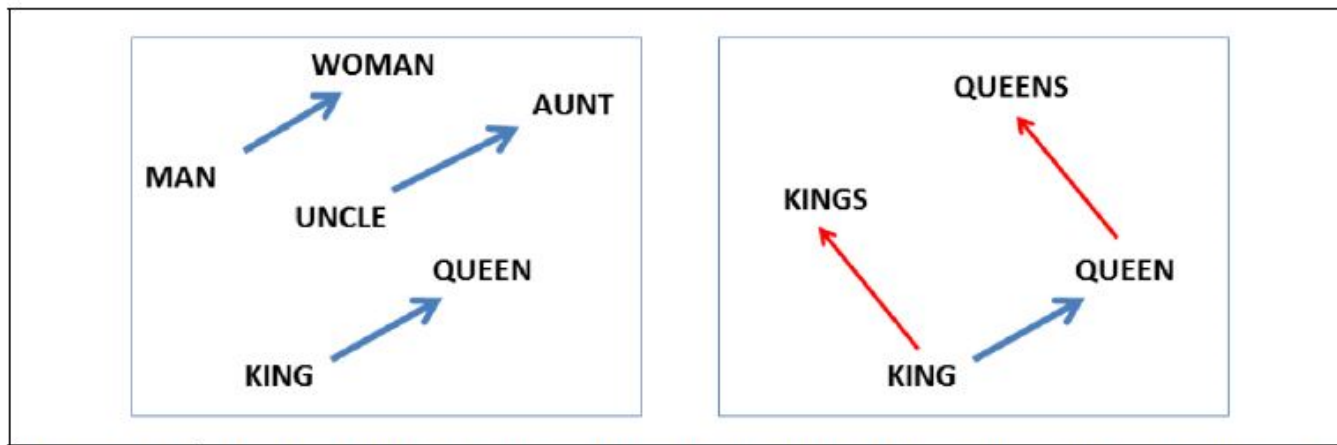 WOMAN
AUNT
MAN
UNCLE
QUEEN
KING
QUEENS
KINGS
QUEEN
KING